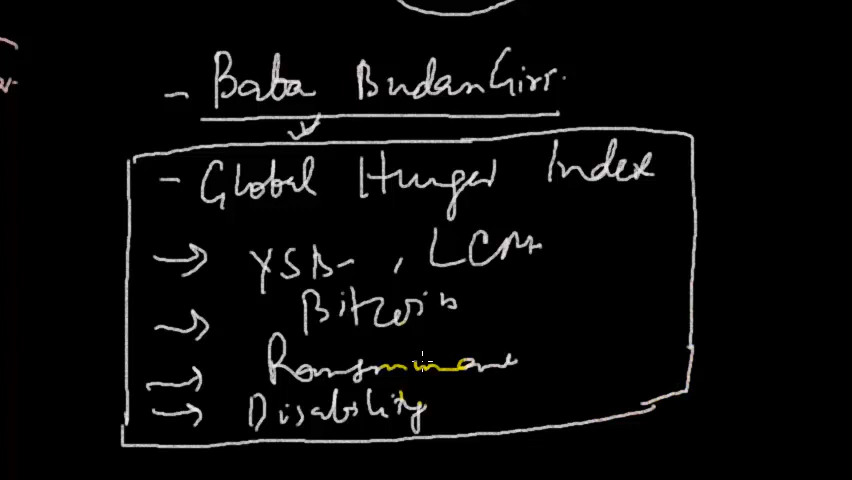 - Baba BudanGiri.
- Global Hunger Index
→ YSB-, LCM
→ Bitcoin
→ Ransomware
→ Disability